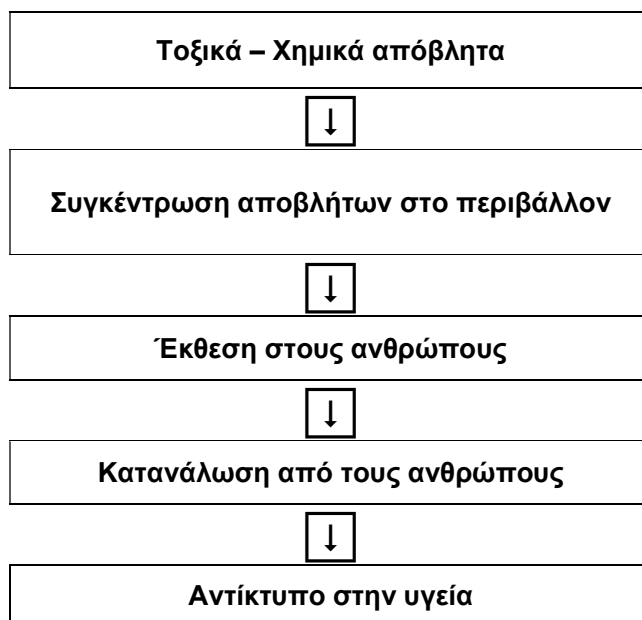 Τοξικά – Χημικά απόβλητα
↓
Συγκέντρωση αποβλήτων στο περιβάλλον
↓
Έκθεση στους ανθρώπους
↓
Κατανάλωση από τους ανθρώπους
↓
Αντίκτυπο στην υγεία